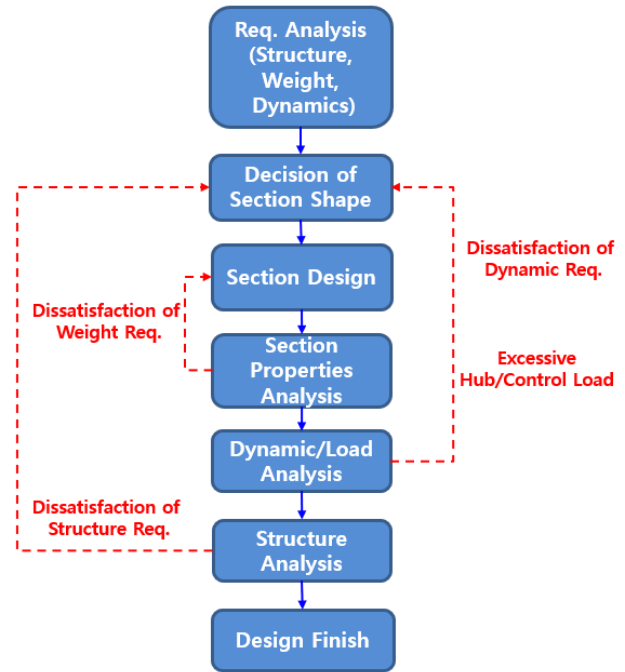 Req. Analysis
(Structure,
Weight,
Dynamics)
Decision of
Section Shape
Dissatisfaction of
Dynamic Req.
Section Design
Dissatisfaction of
Weight Req.
Section
Properties
Analysis
Excessive
Hub/Control Load
Dynamic/Load
Analysis
Dissatisfaction of
Structure Req.
Structure
Analysis
Design Finish